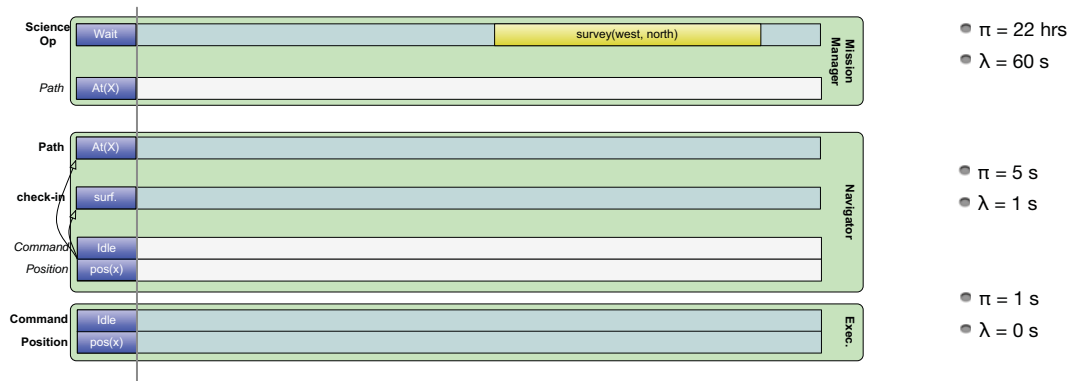 Science
Op
Wait
survey(west, north)
Mission
Manager
Path
At(X)
Path
At(X)
check-in
surf.
Navigator
Command
Idle
Position
pos(x)
Command
Idle
Position
pos(x)
Exec.
π = 22 hrs
λ = 60 s
π = 5 s
λ = 1 s
π = 1 s
λ = 0 s